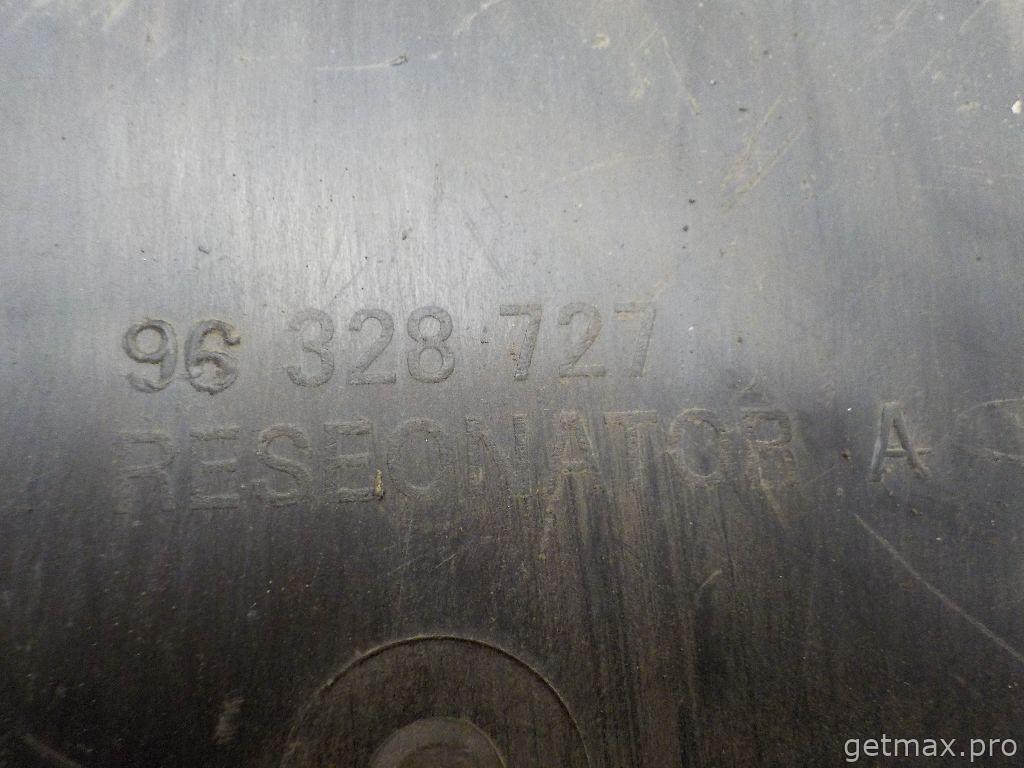 96 328 727
RESEONATOR A
getmax.pro